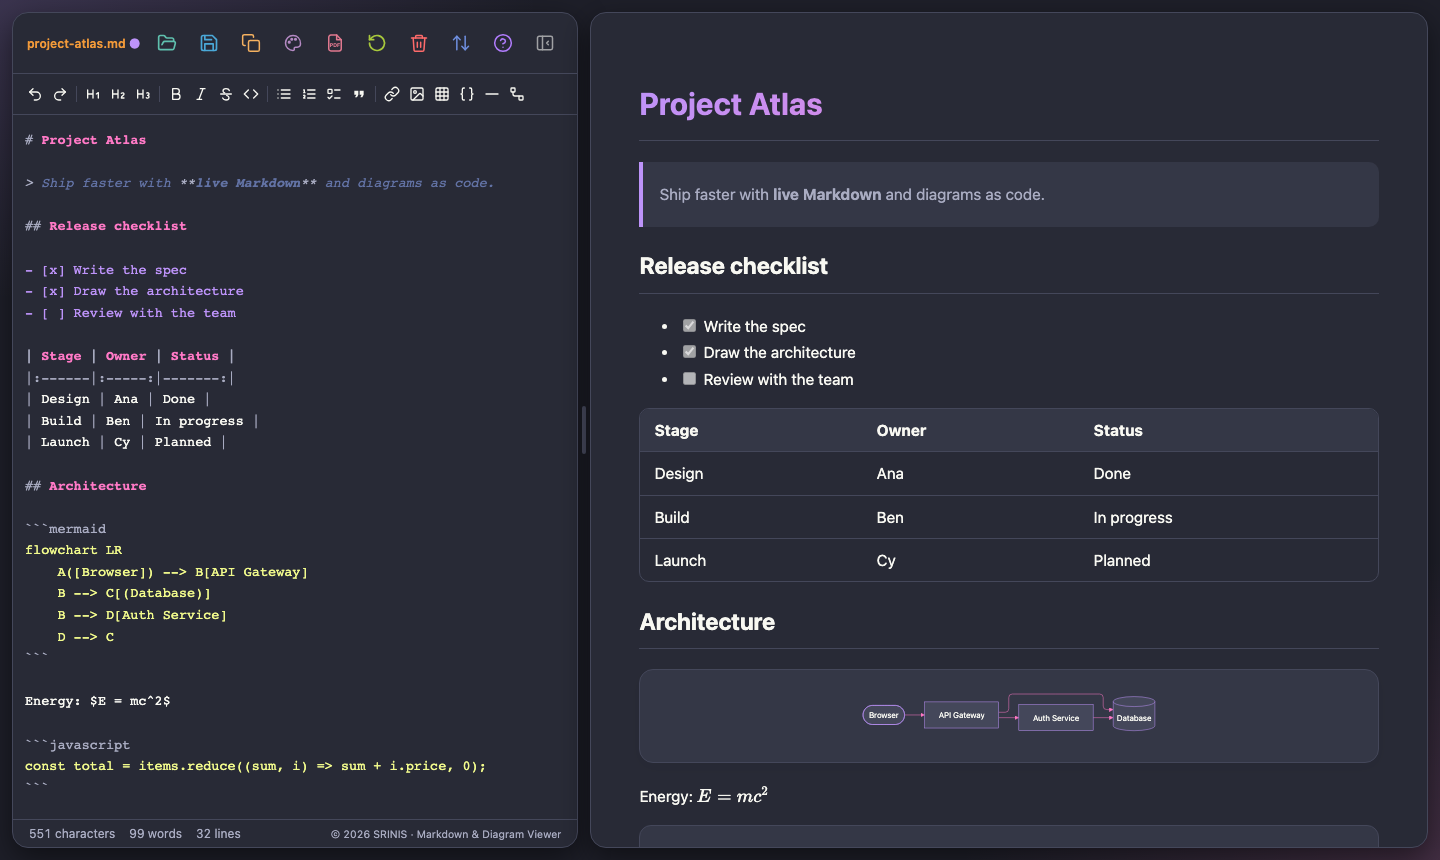 project-atlas.md
PDF
H1 H2 H3 B I S
# Project Atlas
> Ship faster with **live Markdown** and diagrams as code.
## Release checklist
- [x] Write the spec
- [x] Draw the architecture
- [ ] Review with the team
| Stage | Owner | Status |
|:------|:-----:|-------:|
| Design | Ana | Done |
| Build | Ben | In progress |
| Launch | Cy | Planned |
## Architecture
```mermaid
flowchart LR
    A([Browser]) --> B[API Gateway]
    B --> C[(Database)]
    B --> D[Auth Service]
    D --> C
```
Energy: $E = mc^2$
```javascript
const total = items.reduce((sum, i) => sum + i.price, 0);
```
551 characters 99 words 32 lines © 2026 SRINIS · Markdown & Diagram Viewer
Project Atlas
Ship faster with live Markdown and diagrams as code.
Release checklist
• Write the spec
• Draw the architecture
• Review with the team
Stage Owner Status
Design Ana Done
Build Ben In progress
Launch Cy Planned
Architecture
Browser API Gateway Auth Service Database
Energy: E = mc²